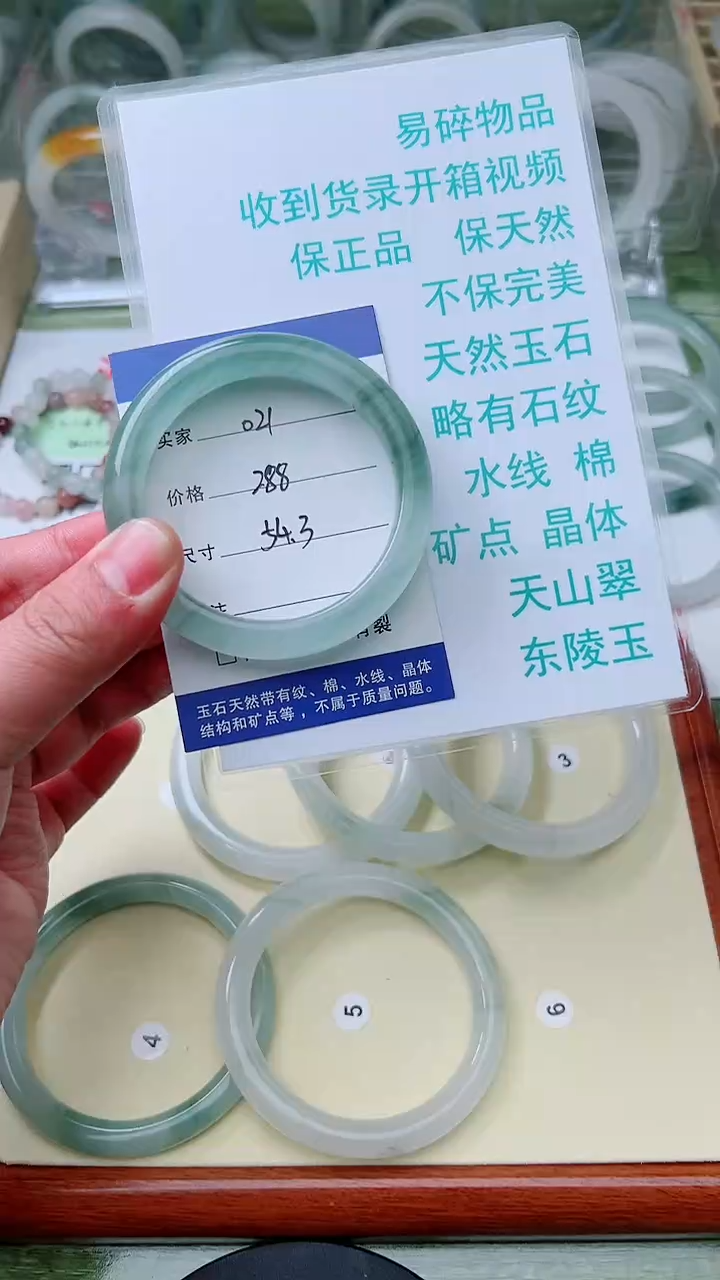 易碎物品
收到货录开箱视频
保正品 保天然
不保完美
天然玉石
略有石纹
水线 棉
矿点 晶体
天山翠
东陵玉
买家 021
价格 288
尺寸 54.3
玉石天然带有纹、棉、水线、晶体
结构和矿点等，不属于质量问题。
3
4
5
6